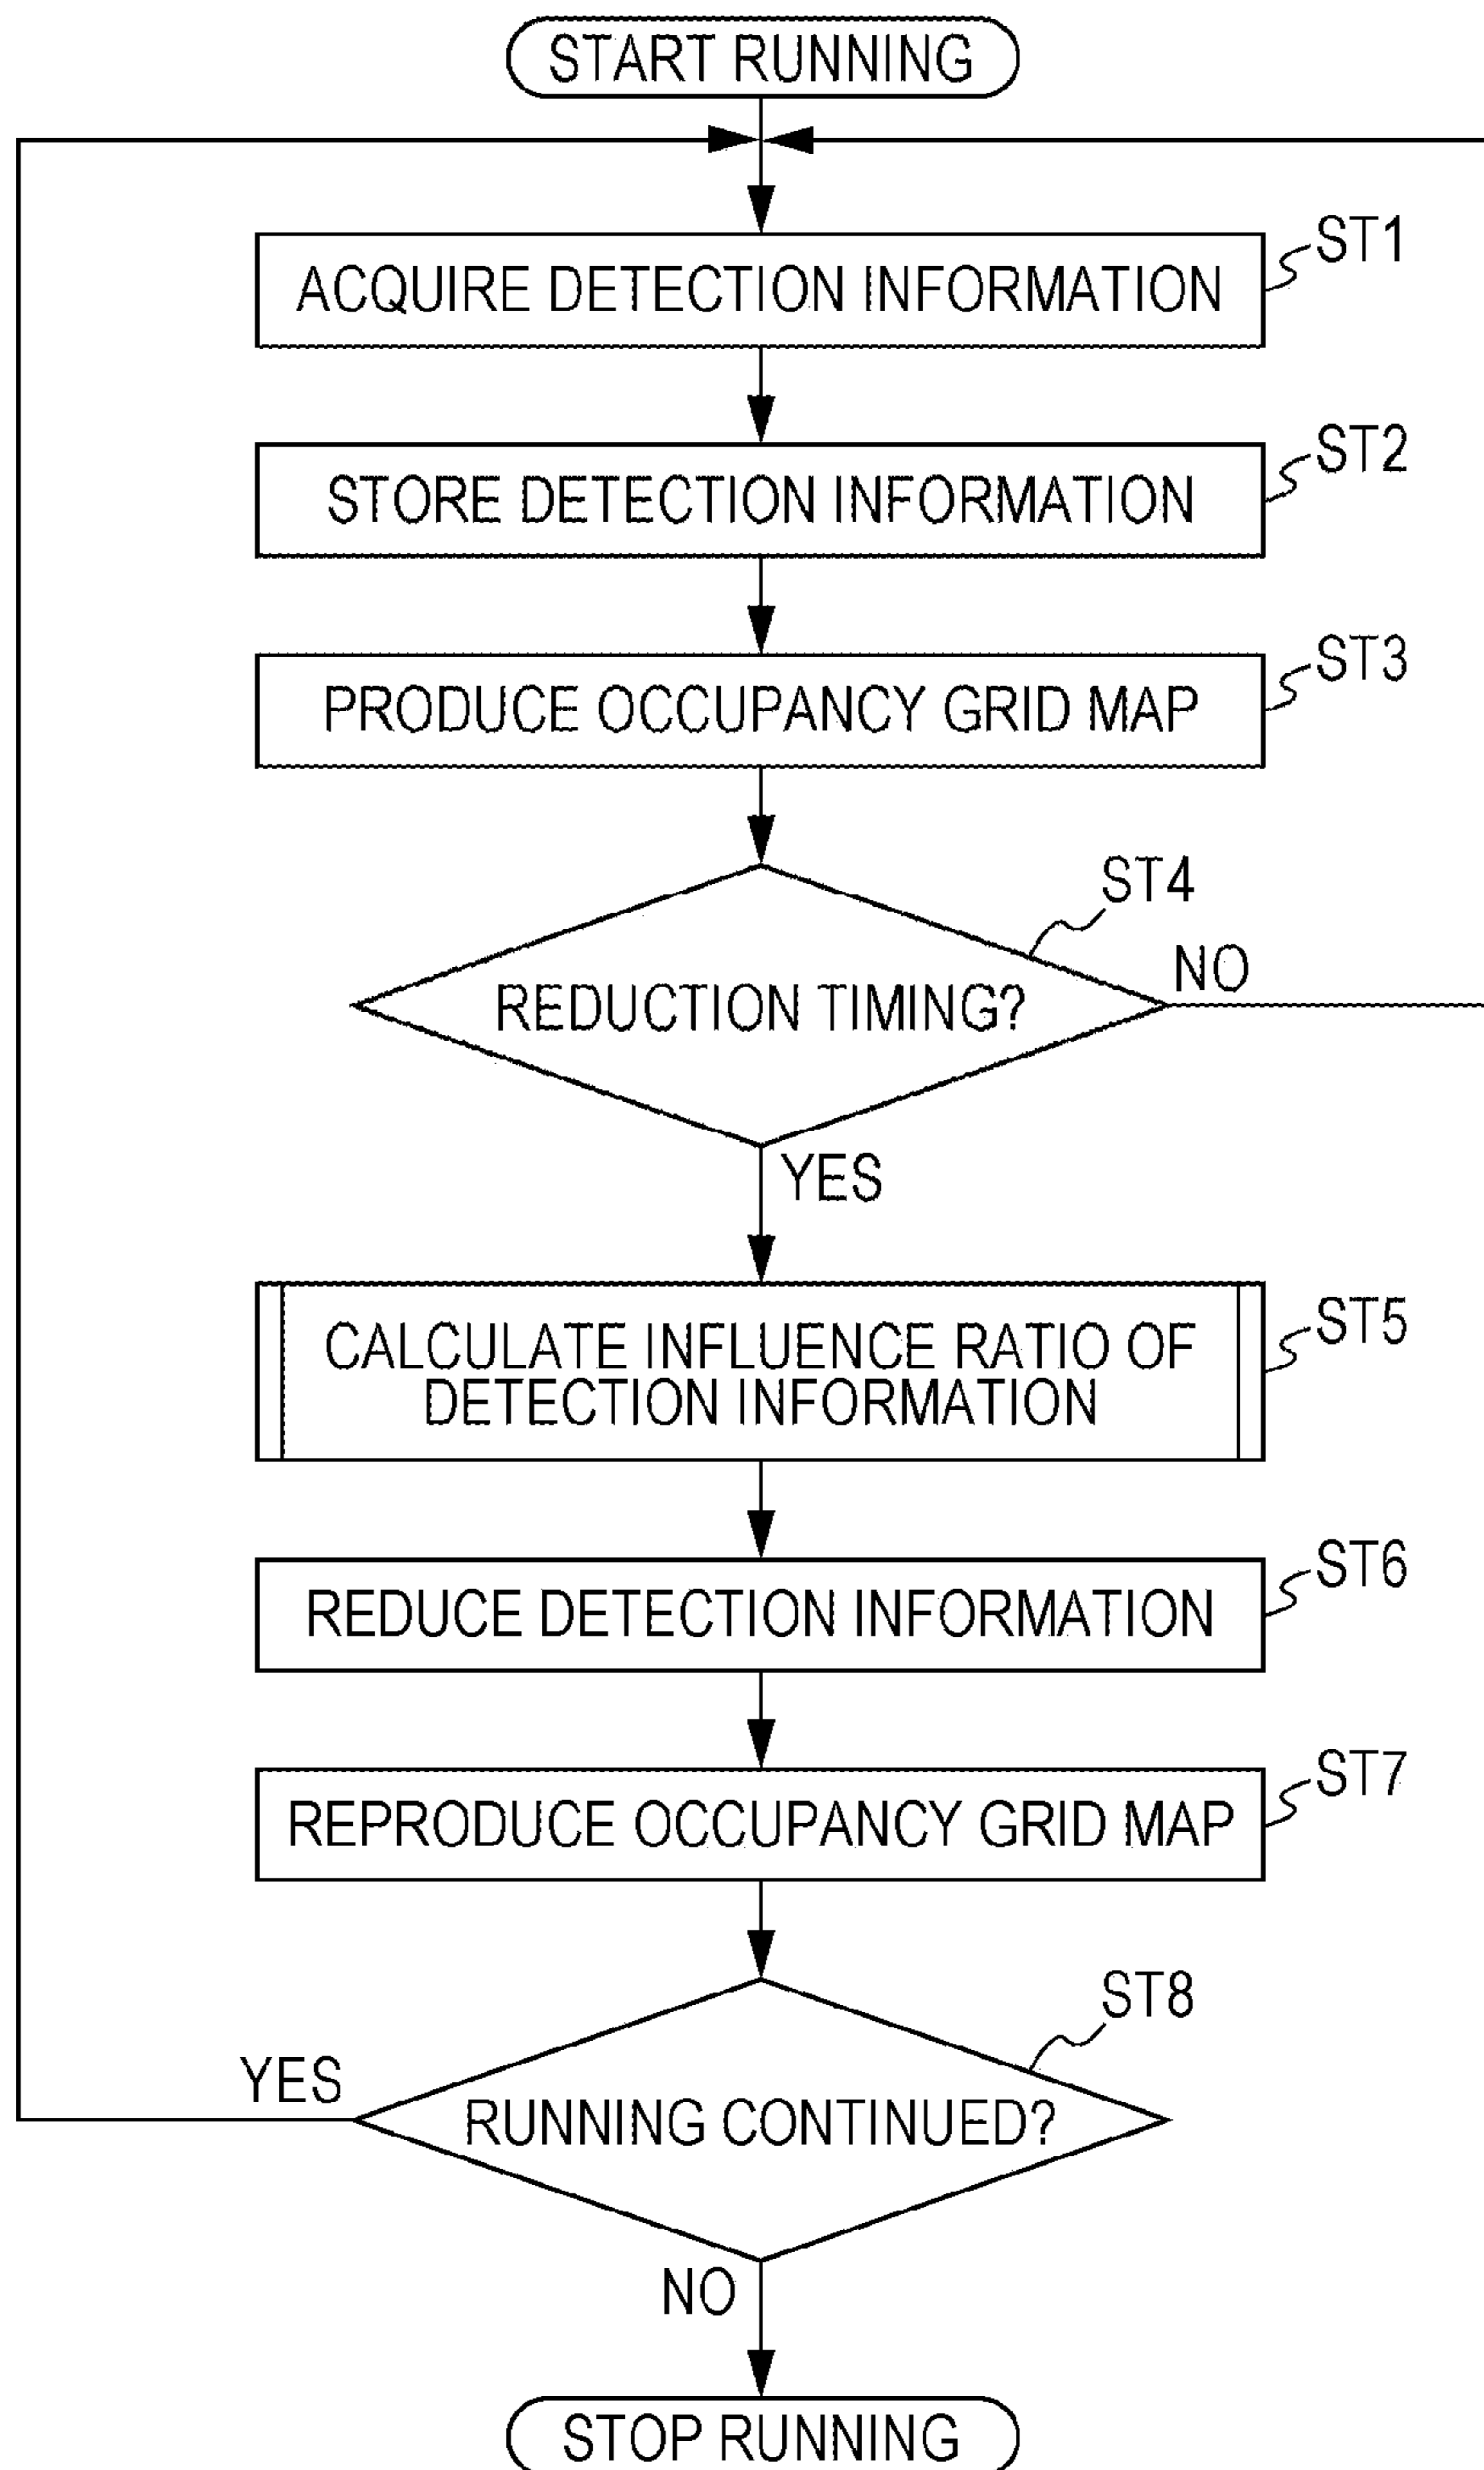 START RUNNING
ST1
ACQUIRE DETECTION INFORMATION
ST2
STORE DETECTION INFORMATION
ST3
PRODUCE OCCUPANCY GRID MAP
ST4
NO
REDUCTION TIMING?
YES
ST5
CALCULATE INFLUENCE RATIO OF
DETECTION INFORMATION
ST6
REDUCE DETECTION INFORMATION
ST7
REPRODUCE OCCUPANCY GRID MAP
ST8
YES
RUNNING CONTINUED?
NO
STOP RUNNING